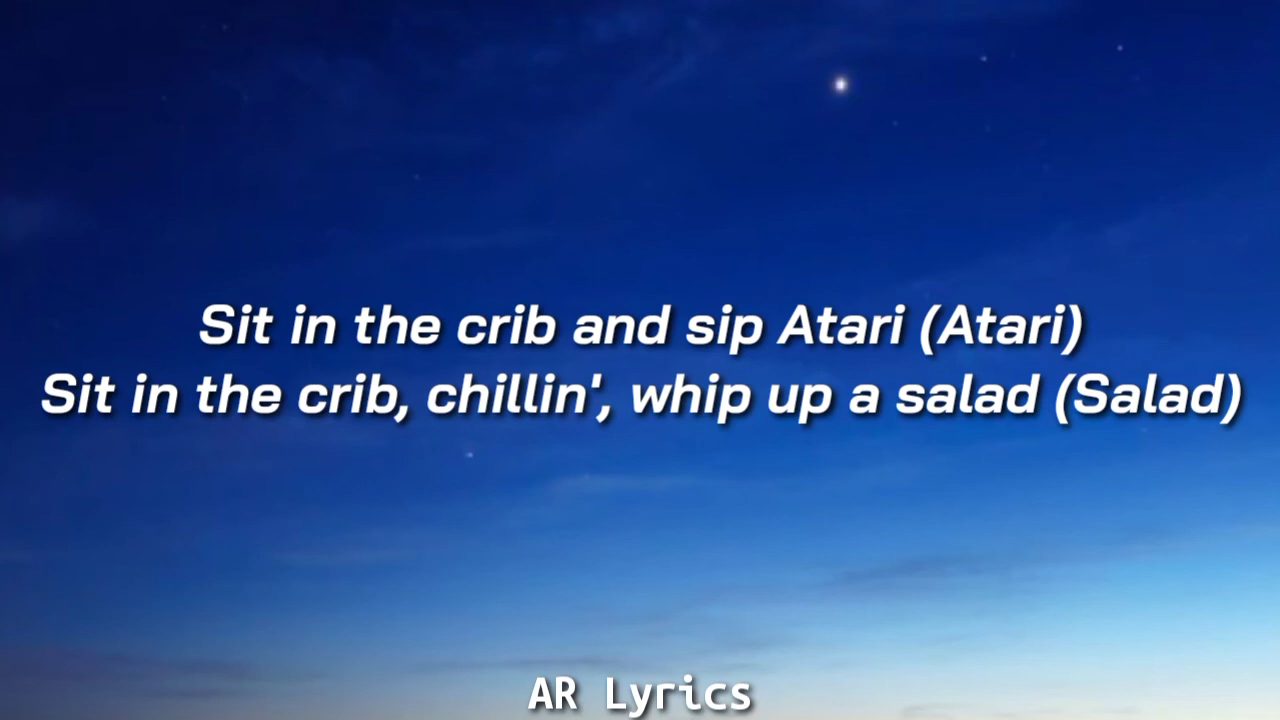 Sit in the crib and sip Atari (Atari)
Sit in the crib, chillin', whip up a salad (Salad)
AR Lyrics